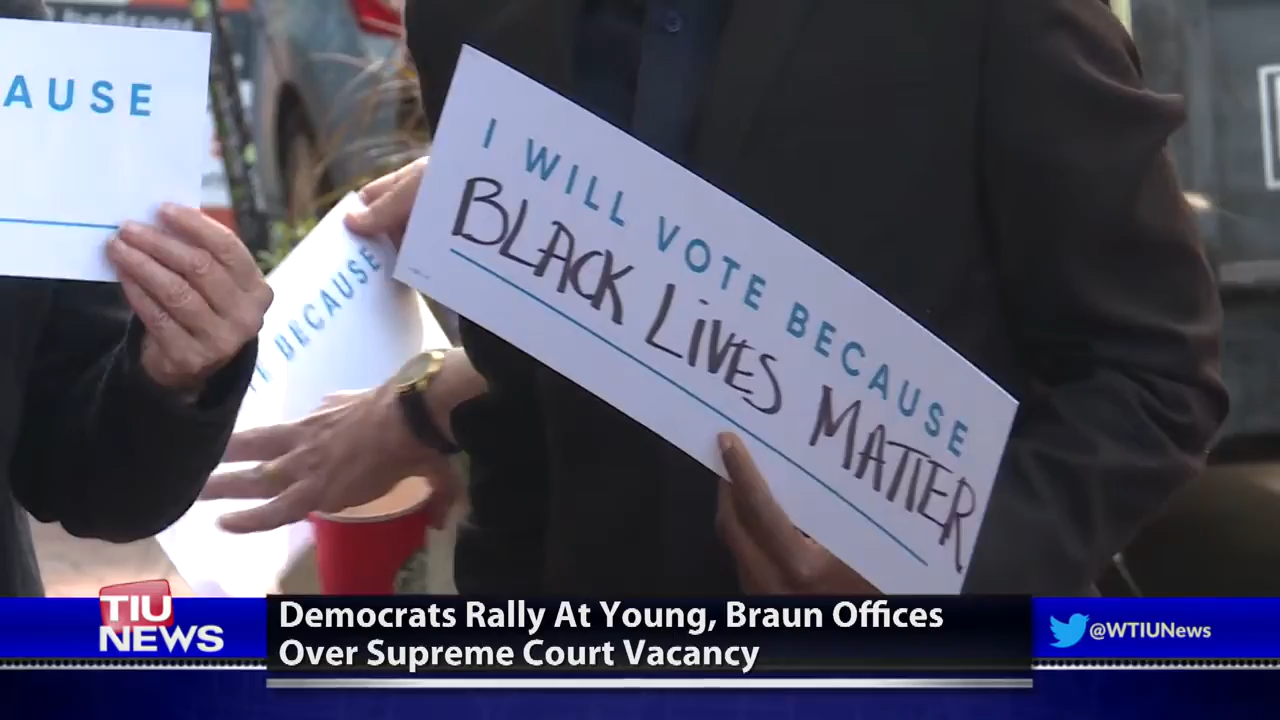 AUSE
BECAUSE
I WILL VOTE BECAUSE
BLACK LIVES MATTER
TIU
NEWS
Democrats Rally At Young, Braun Offices
Over Supreme Court Vacancy
@WTIUNews